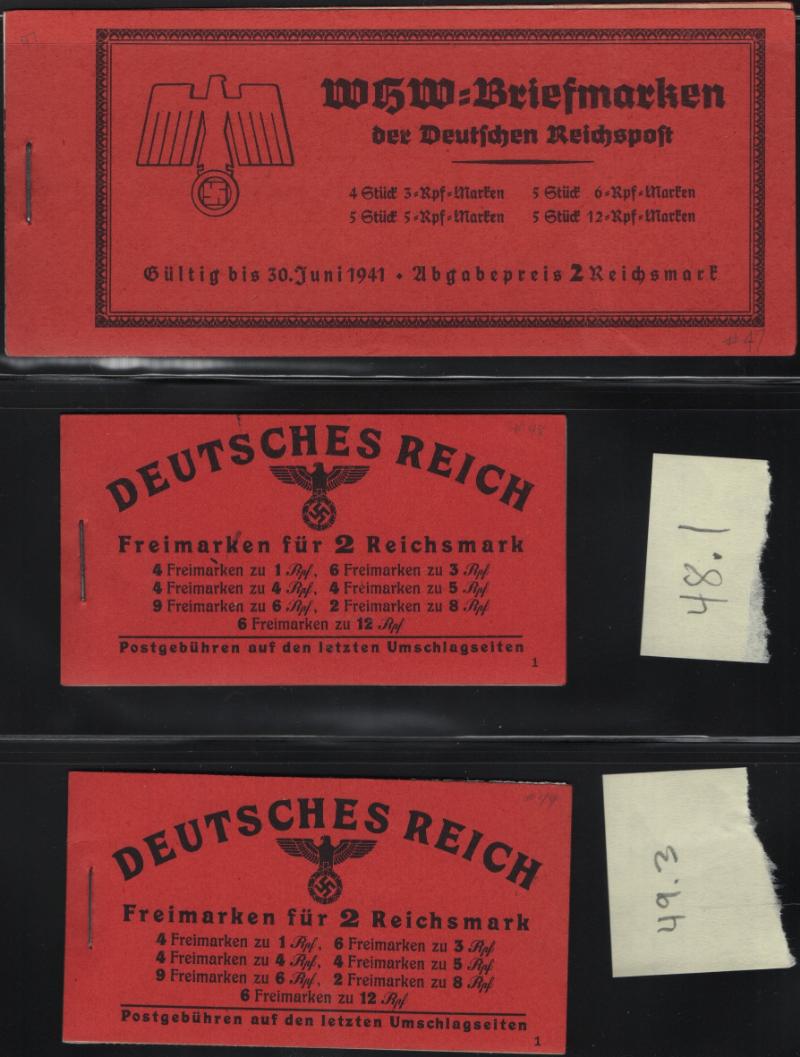 WHW=Briefmarken
der Deutschen Reichspost
4 Stück 3=Rpf=Marken 5 Stück 6=Rpf=Marken
5 Stück 5=Rpf=Marken 5 Stück 12=Rpf=Marken
Gültig bis 30. Juni 1941 • Abgabepreis 2 Reichsmark
#47
#48
DEUTSCHES REICH
Freimarken für 2 Reichsmark
4 Freimarken zu 1 Rpf, 6 Freimarken zu 3 Rpf
4 Freimarken zu 4 Rpf, 4 Freimarken zu 5 Rpf
9 Freimarken zu 6 Rpf, 2 Freimarken zu 8 Rpf
6 Freimarken zu 12 Rpf
Postgebühren auf den letzten Umschlagseiten
1
48.1
#49
DEUTSCHES REICH
Freimarken für 2 Reichsmark
4 Freimarken zu 1 Rpf, 6 Freimarken zu 3 Rpf
4 Freimarken zu 4 Rpf, 4 Freimarken zu 5 Rpf
9 Freimarken zu 6 Rpf, 2 Freimarken zu 8 Rpf
6 Freimarken zu 12 Rpf
Postgebühren auf den letzten Umschlagseiten
1
49.3